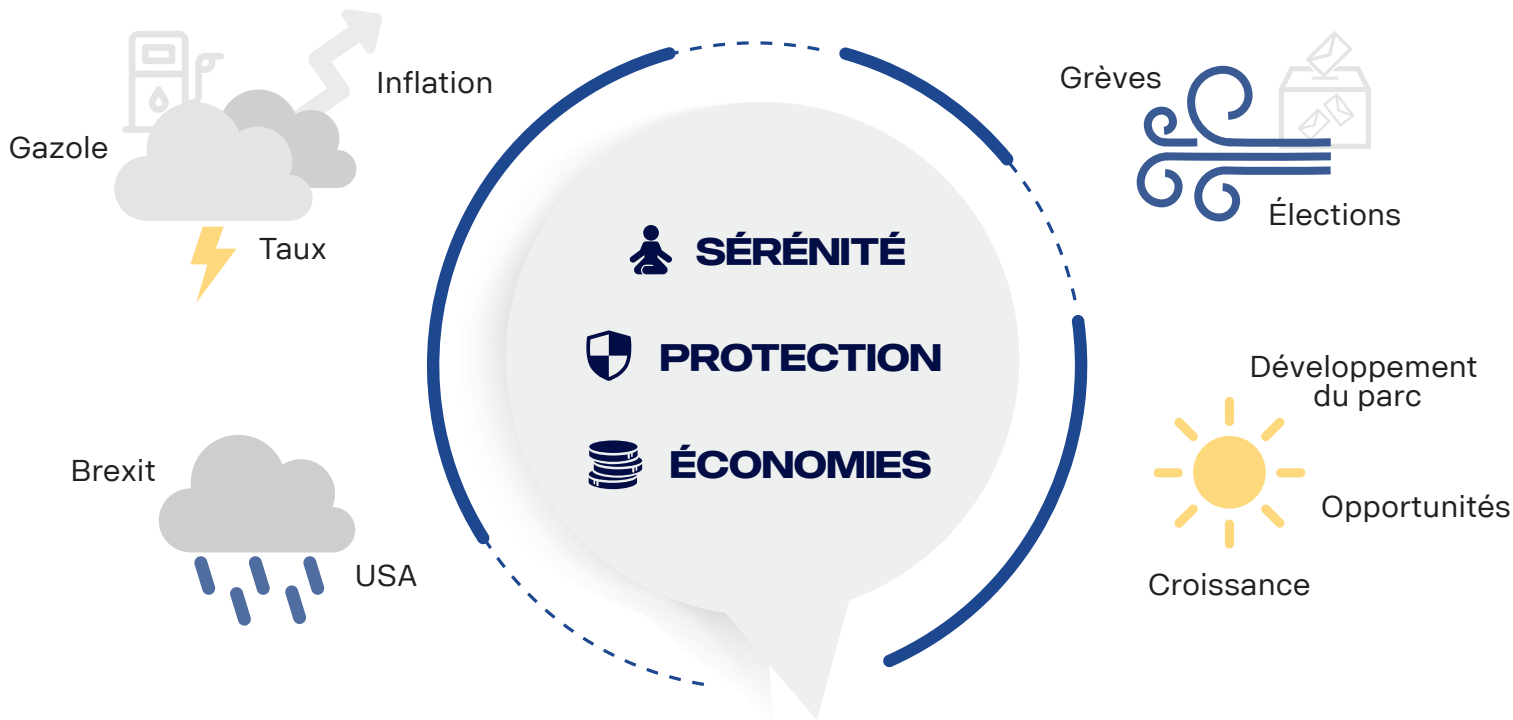 Inflation
Gazole
Taux
Brexit
USA
SÉRÉNITÉ
PROTECTION
ÉCONOMIES
Grèves
Élections
Développement
du parc
Opportunités
Croissance